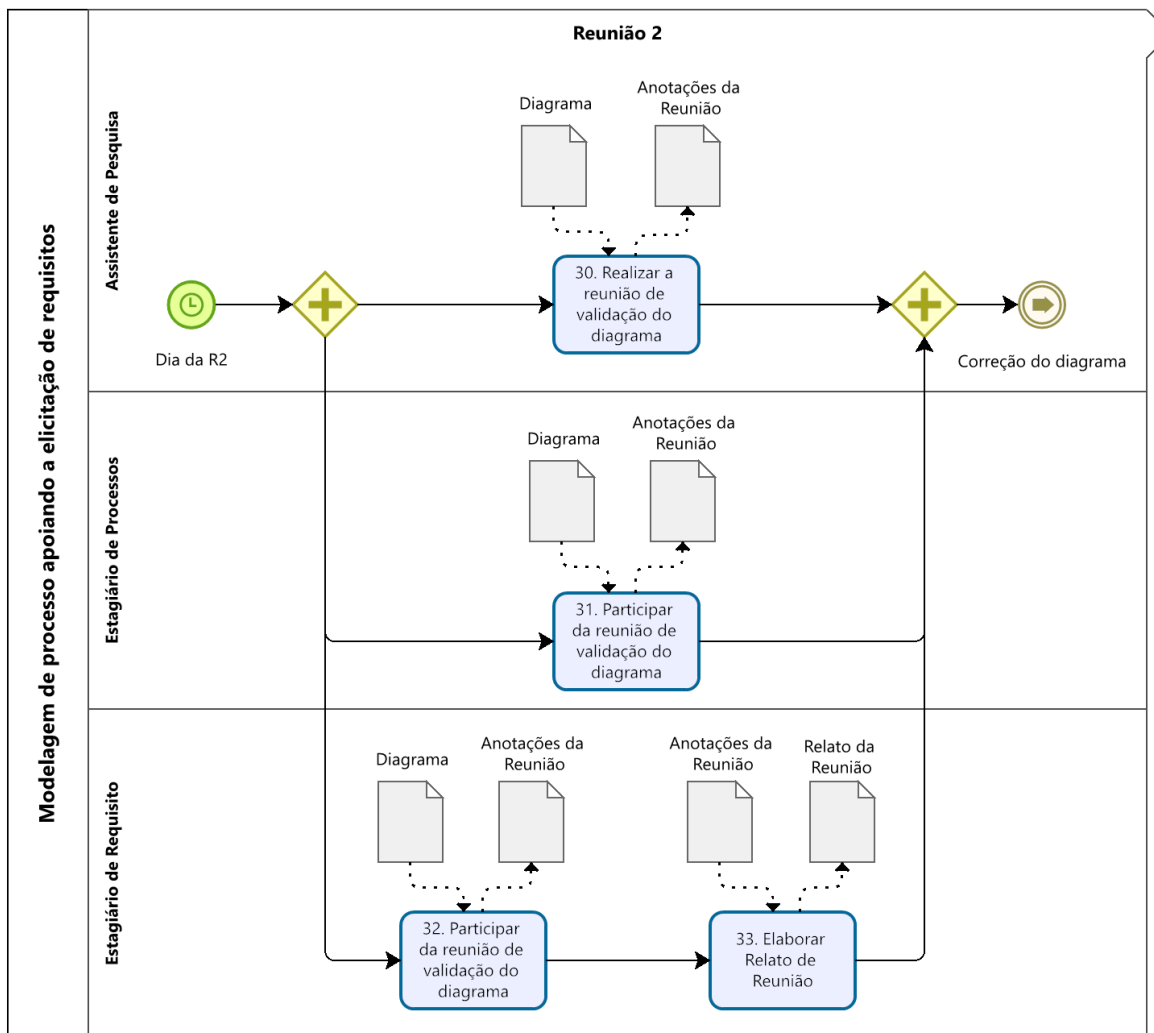 Modelagem de processo apoiando a elicitação de requisitos
Reunião 2
Assistente de Pesquisa
Diagrama
Anotações da
Reunião
30. Realizar a
reunião de
validação do
diagrama
Dia da R2
Correção do diagrama
Estagiário de Processos
Diagrama
Anotações da
Reunião
31. Participar
da reunião de
validação do
diagrama
Estagiário de Requisito
Diagrama
Anotações da
Reunião
Anotações da
Reunião
Relato da
Reunião
32. Participar
da reunião de
validação do
diagrama
33. Elaborar
Relato de
Reunião